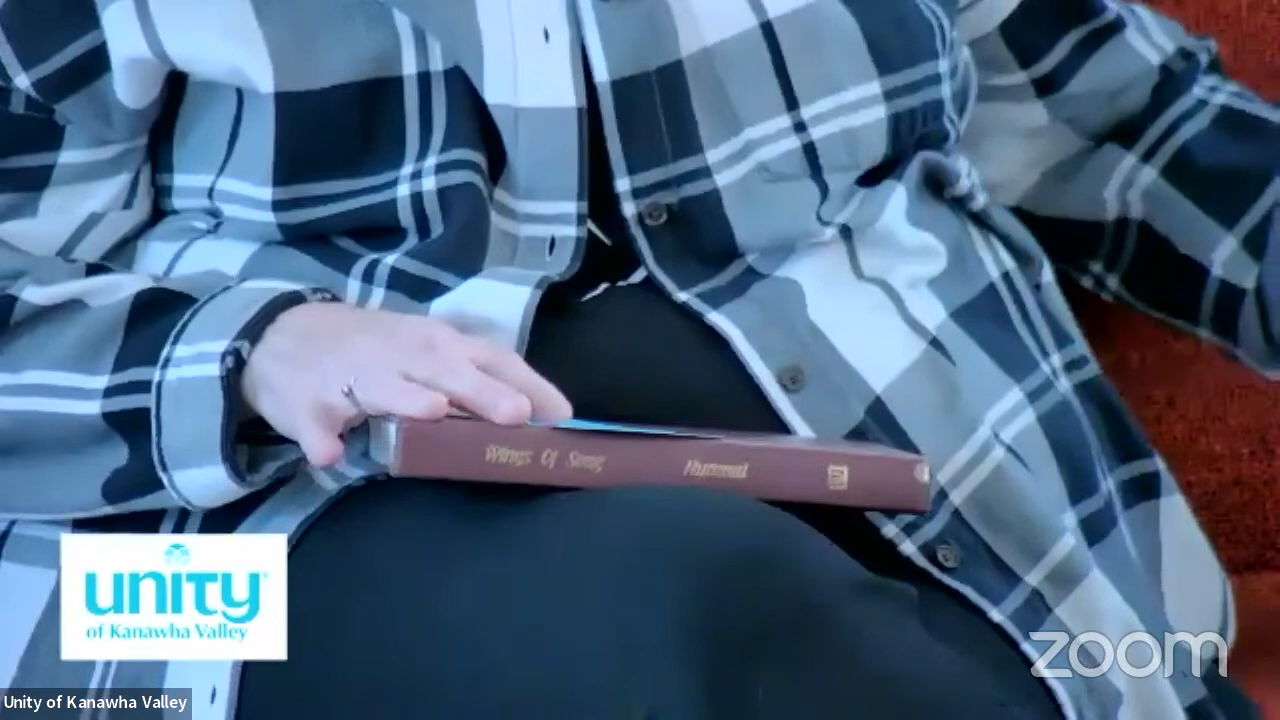 Wings Of Song Hymnal
unity
of Kanawha Valley
zoom
Unity of Kanawha Valley